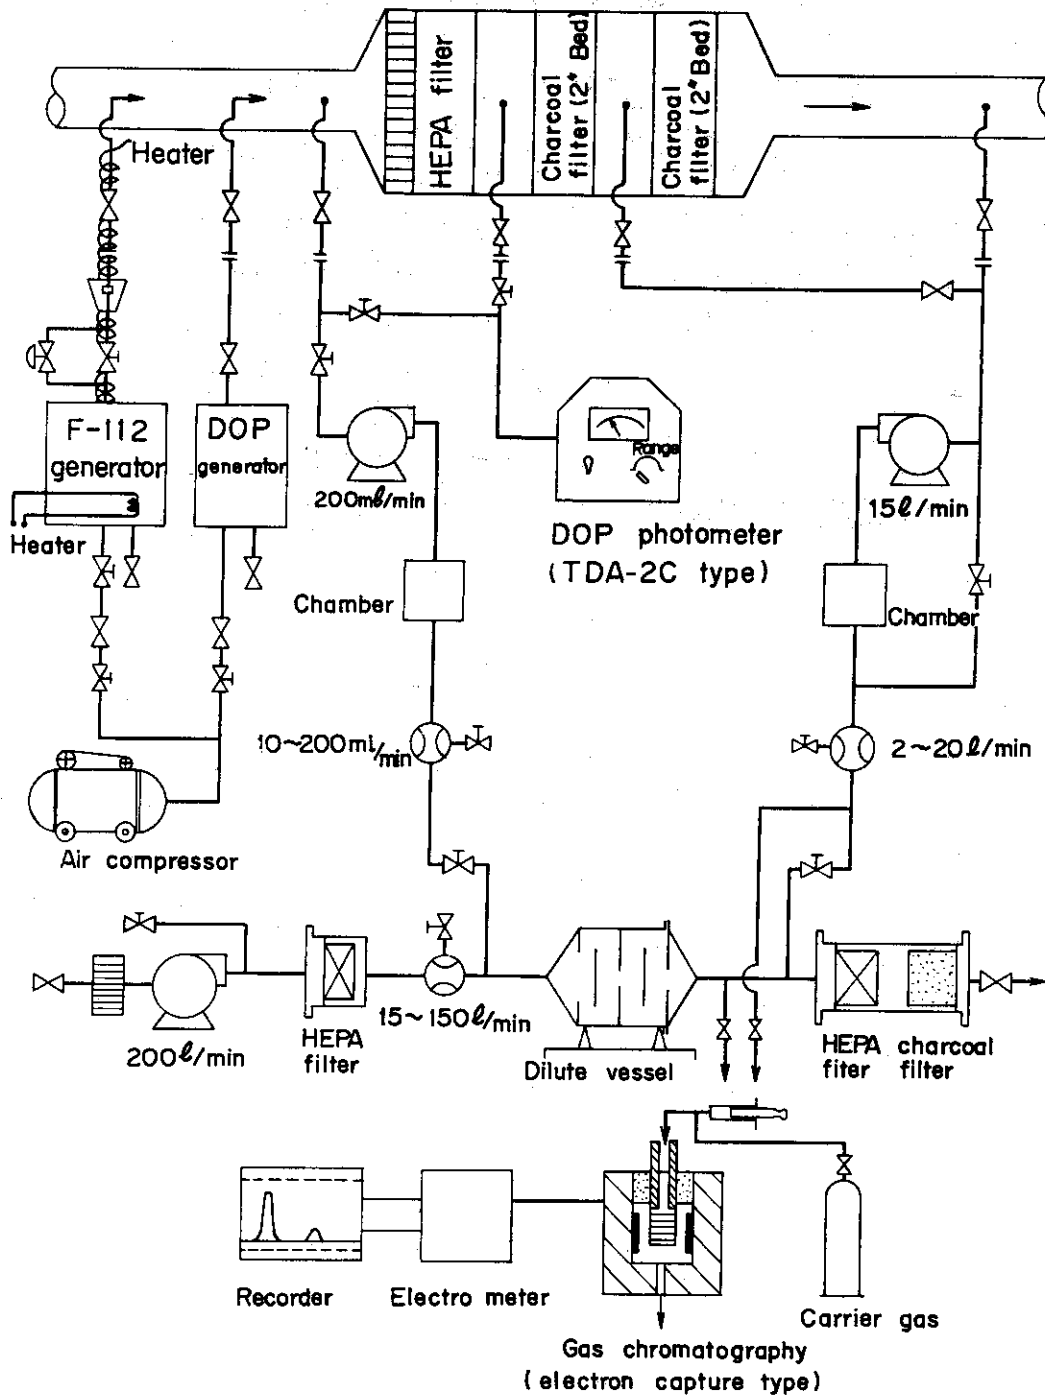 HEPA filter
Charcoal
filter (2" Bed)
Charcoal
filter (2" Bed)
Heater
F-112
generator
DOP
generator
Heater
200mℓ/min
Range
DOP photometer
(TDA-2C type)
15ℓ/min
Chamber
Chamber
10~200ml/min
2~20ℓ/min
Air compressor
200ℓ/min
HEPA
filter
15~150ℓ/min
Dilute vessel
HEPA charcoal
fiter filter
Recorder
Electro meter
Carrier gas
Gas chromatography
(electron capture type)